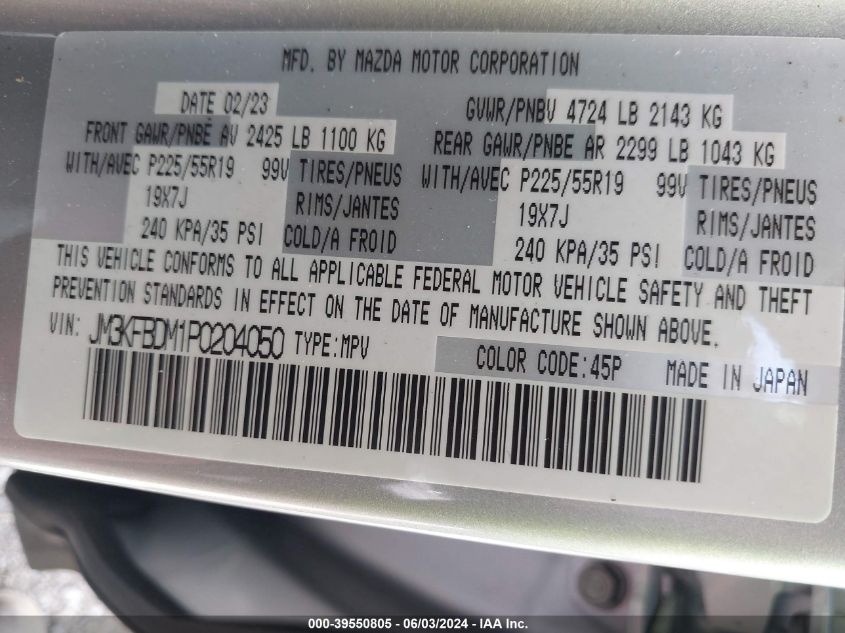 MFD. BY MAZDA MOTOR CORPORATION
DATE 02/23 GVWR/PNBV 4724 LB 2143 KG
FRONT GAWR/PNBE AV 2425 LB 1100 KG REAR GAWR/PNBE AR 2299 LB 1043 KG
WITH/AVEC P225/55R19 99V TIRES/PNEUS WITH/AVEC P225/55R19 99V TIRES/PNEUS
19X7J RIMS/JANTES 19X7J RIMS/JANTES
240 KPA/35 PSI COLD/A FROID 240 KPA/35 PSI COLD/A FROID
THIS VEHICLE CONFORMS TO ALL APPLICABLE FEDERAL MOTOR VEHICLE SAFETY AND THEFT
PREVENTION STANDARDS IN EFFECT ON THE DATE OF MANUFACTURE SHOWN ABOVE.
VIN: JM3KFBDM1P0204050 TYPE:MPV COLOR CODE:45P MADE IN JAPAN
000-39550805 - 06/03/2024 - IAA Inc.